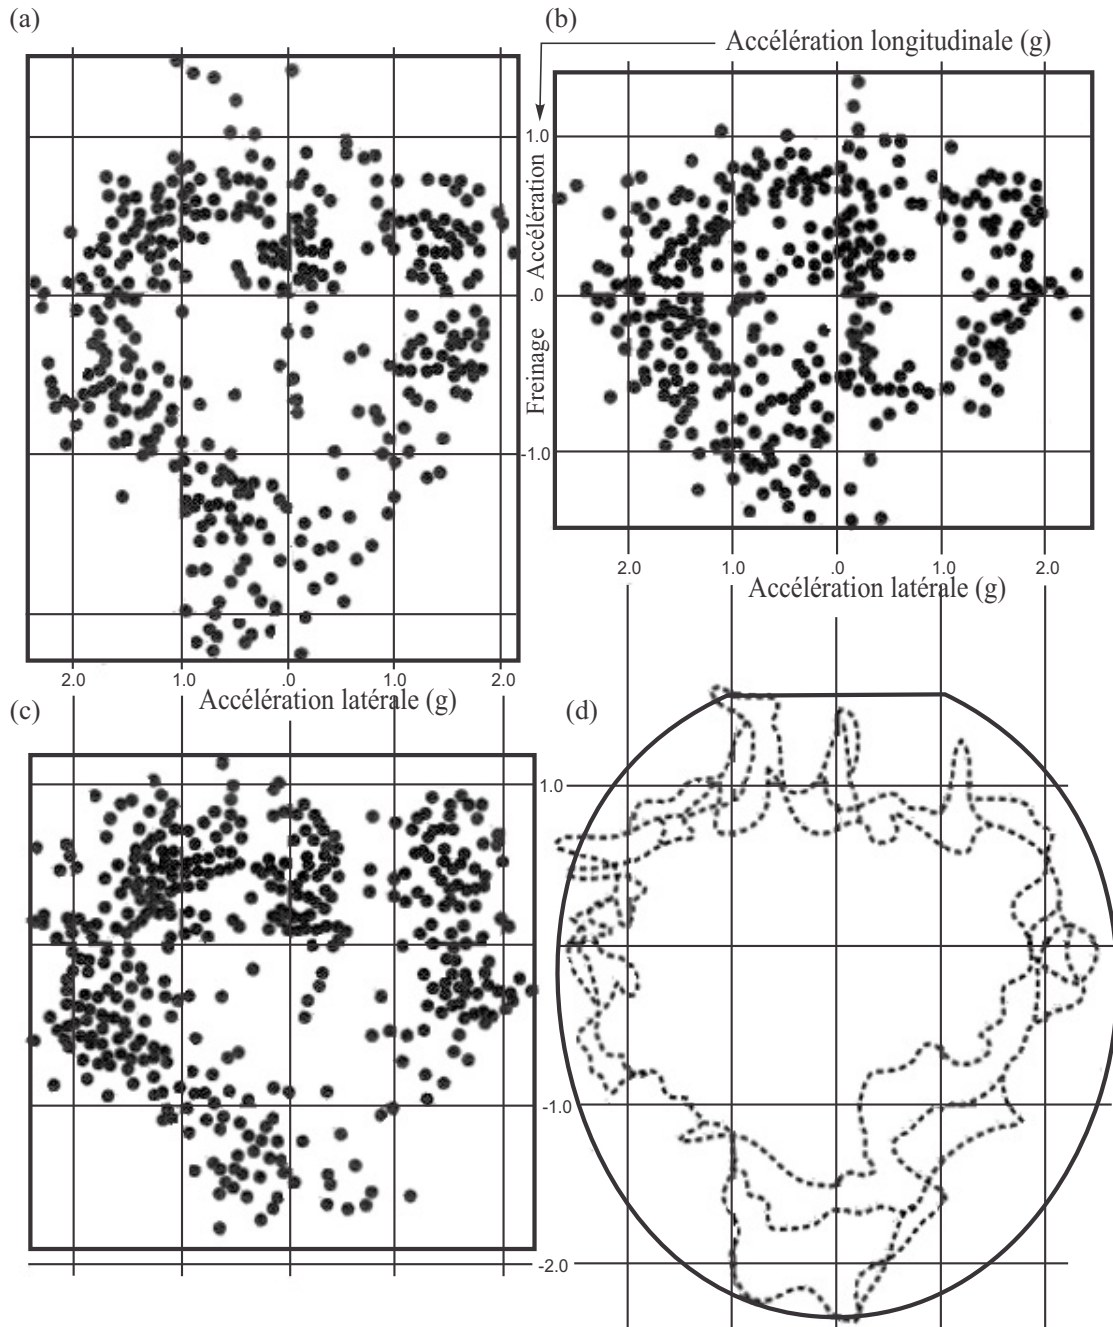 (a)
(b)
Accélération longitudinale (g)
1.0
Accélération
.0
Freinage
-1.0
2.0 1.0 .0 1.0 2.0
Accélération latérale (g)
2.0 1.0 .0 1.0 2.0
Accélération latérale (g)
(c)
(d)
1.0
.0
-1.0
-2.0